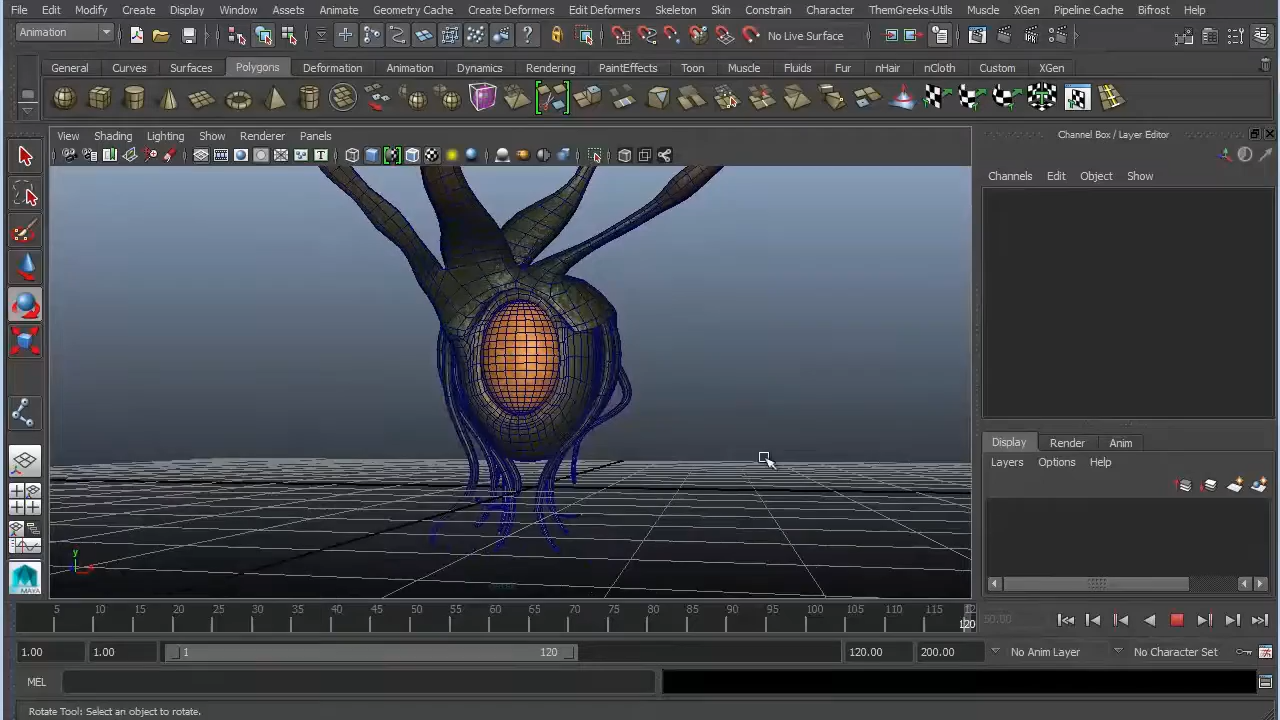 File Edit Modify Create Display Window Assets Animate Geometry Cache Create Deformers Edit Deformers Skeleton Skin Constrain Character ThemGreeks-Utils Muscle XGen Pipeline Cache Bifrost Help
Animation No Live Surface
General Curves Surfaces Polygons Deformation Animation Dynamics Rendering PaintEffects Toon Muscle Fluids Fur nHair nCloth Custom XGen
View Shading Lighting Show Renderer Panels
Channel Box / Layer Editor
Channels Edit Object Show
Display Render Anim
Layers Options Help
y
MAYA
5 10 15 20 25 30 35 40 45 50 55 60 65 70 75 80 85 90 95 100 105 110 115 12
120
1.00 1.00 1 120 120.00 200.00 No Anim Layer No Character Set
MEL
Rotate Tool: Select an object to rotate.